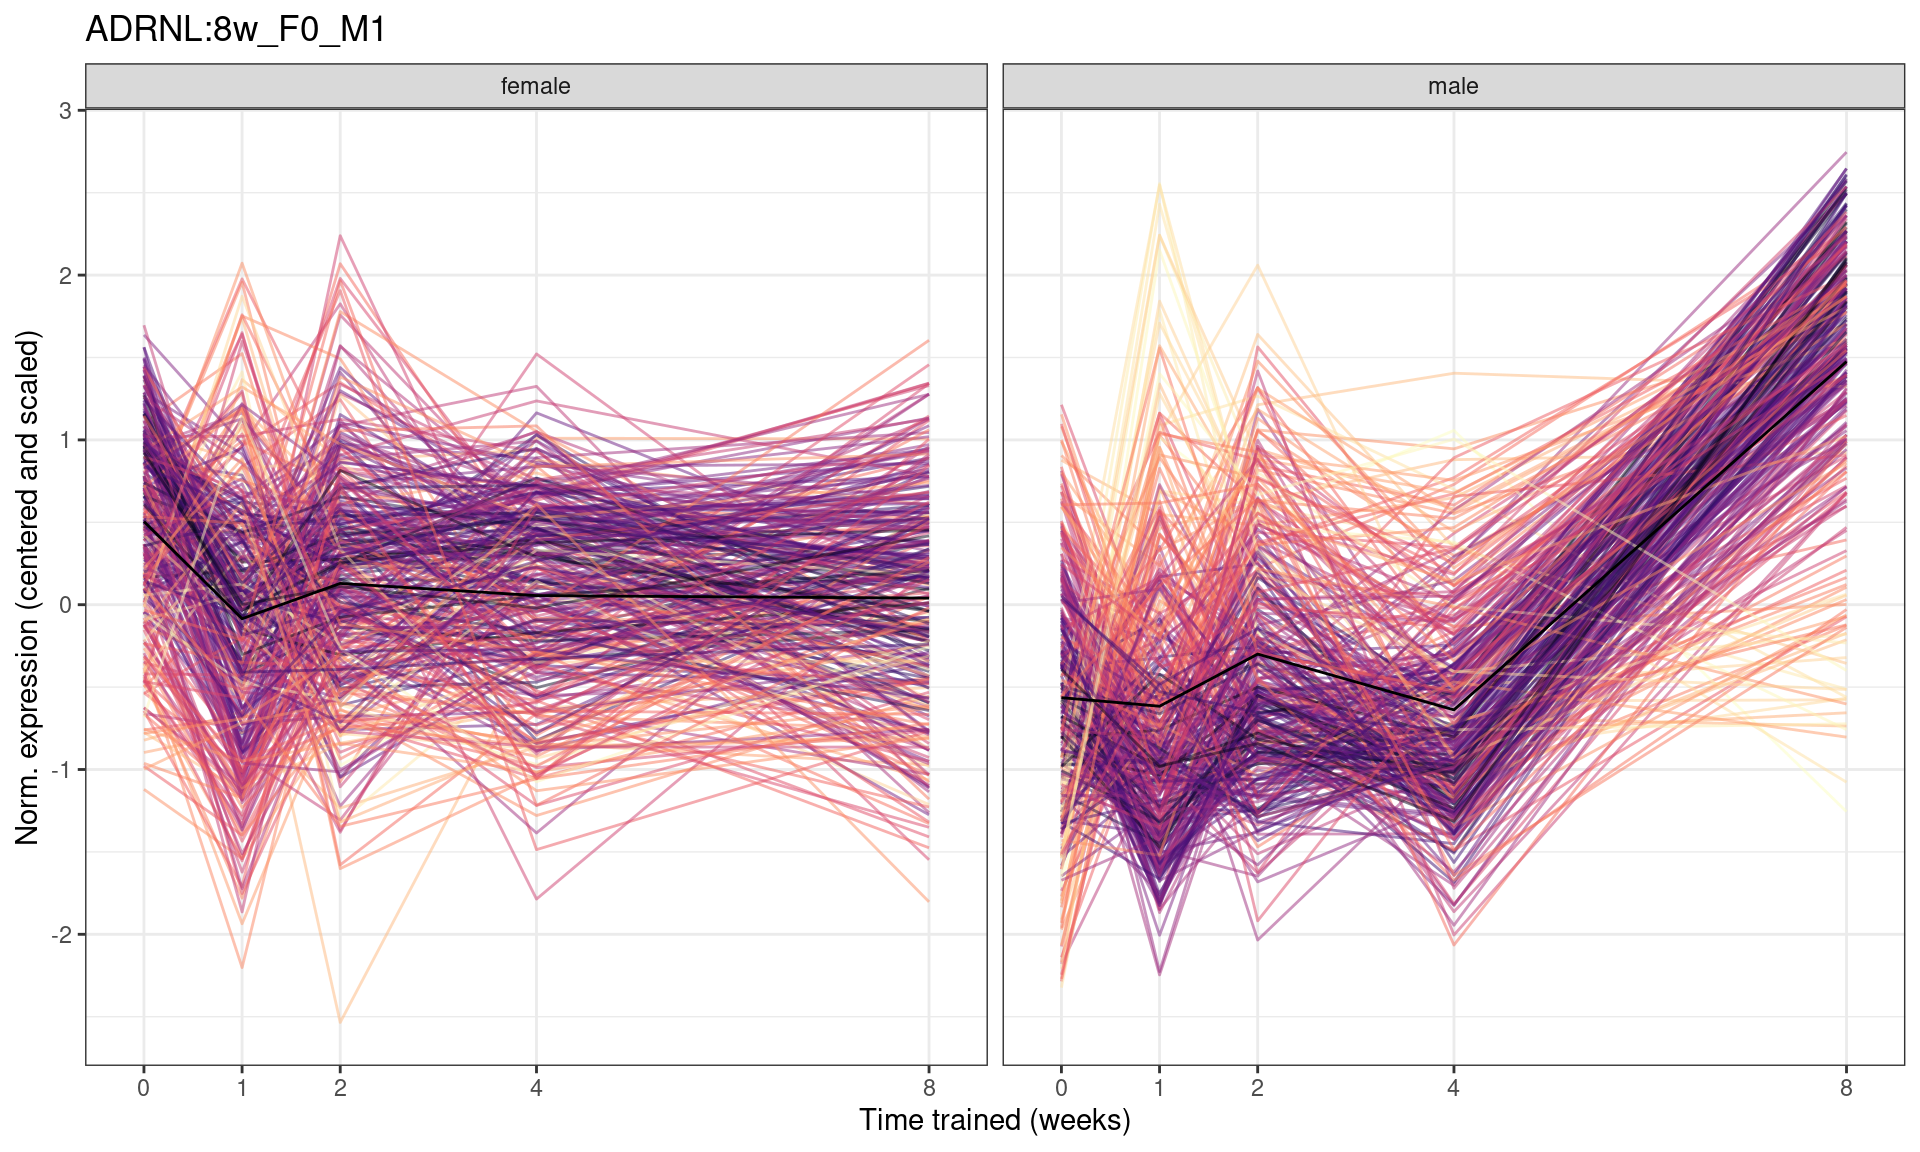 ADRNL:8w_F0_M1
female
male
Norm. expression (centered and scaled)
3
2
1
0
-1
-2
0 1 2 4 8
0 1 2 4 8
Time trained (weeks)